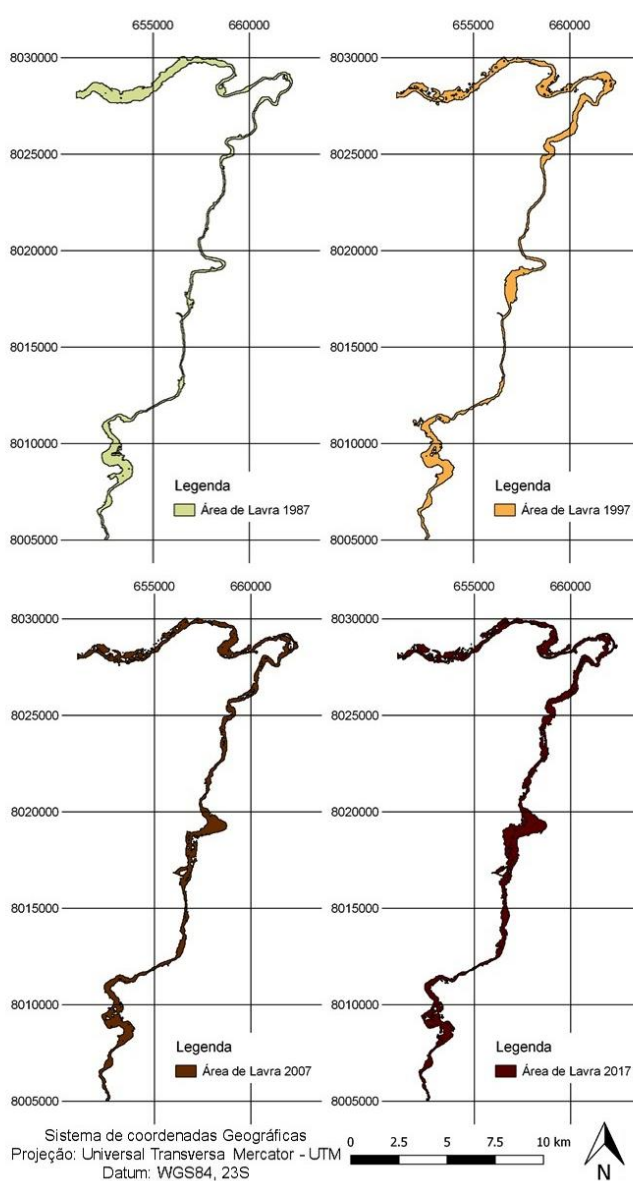 655000 660000 655000 660000
8030000 8030000
8025000 8025000
8020000 8020000
8015000 8015000
8010000 8010000
Legenda Legenda
Área de Lavra 1987 Área de Lavra 1997
8005000 8005000
655000 660000 655000 660000
8030000 8030000
8025000 8025000
8020000 8020000
8015000 8015000
8010000 8010000
Legenda Legenda
Área de Lavra 2007 Área de Lavra 2017
8005000 8005000
Sistema de coordenadas Geográficas
Projeção: Universal Transversa Mercator - UTM
Datum: WGS84, 23S
0 2.5 5 7.5 10 km
N